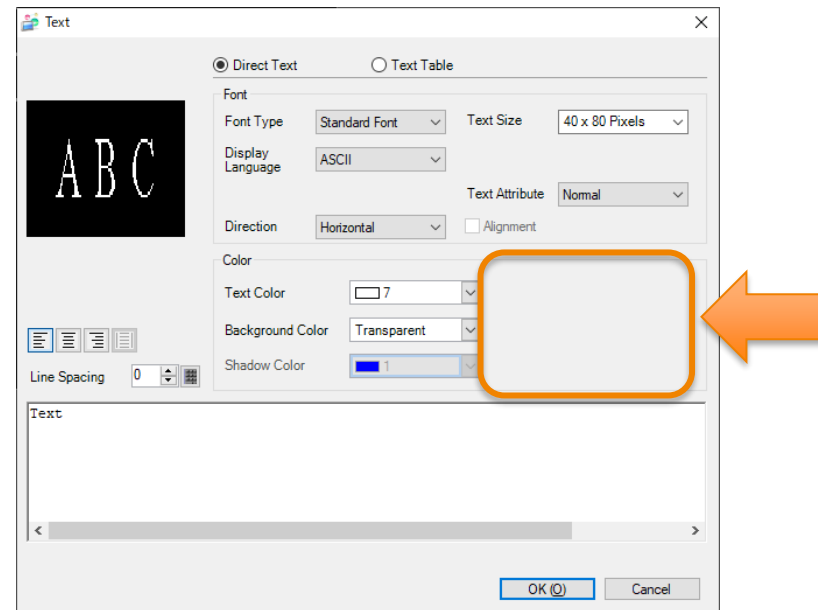 Text
Direct Text Text Table
Font
Font Type Standard Font Text Size 40 x 80 Pixels
Display Language ASCII
Text Attribute Normal
Direction Horizontal Alignment
ABC
Color
Text Color 7
Background Color Transparent
Shadow Color 1
Line Spacing 0
Text
OK (O) Cancel